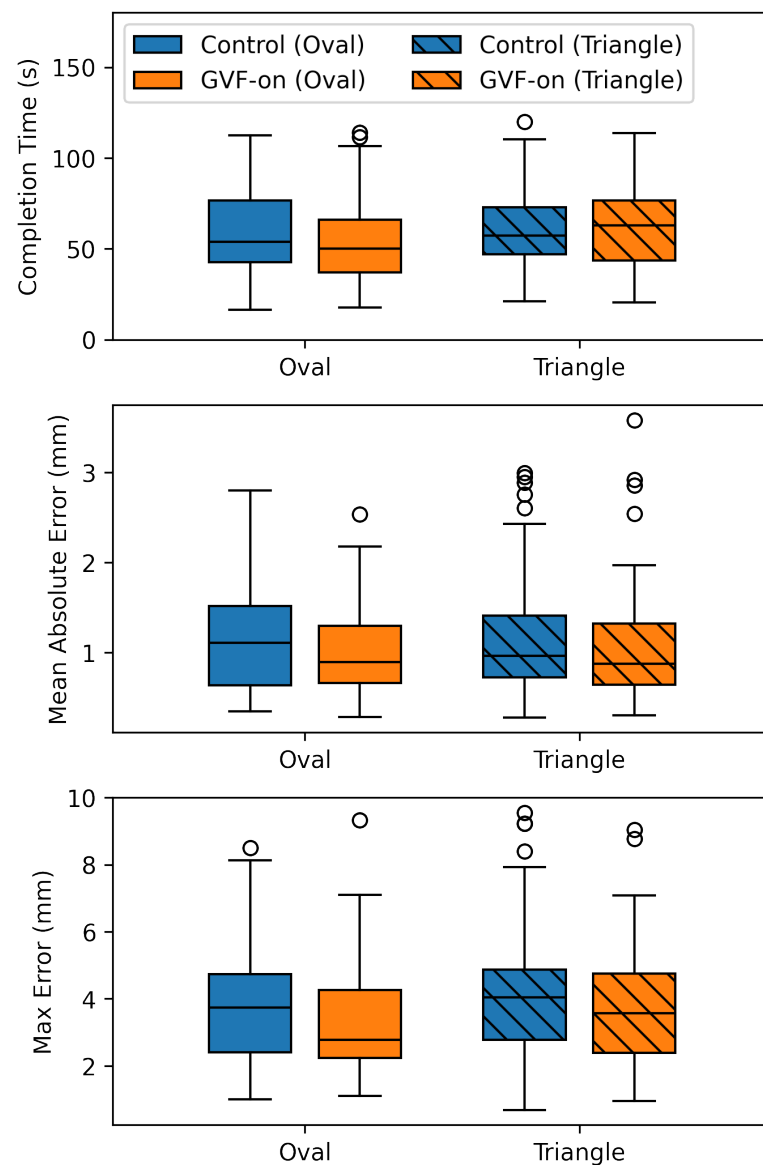 Control (Oval)
GVF-on (Oval)
Control (Triangle)
GVF-on (Triangle)
Completion Time (s)
150
100
50
0
Oval Triangle
Mean Absolute Error (mm)
3
2
1
Oval Triangle
Max Error (mm)
10
8
6
4
2
Oval Triangle